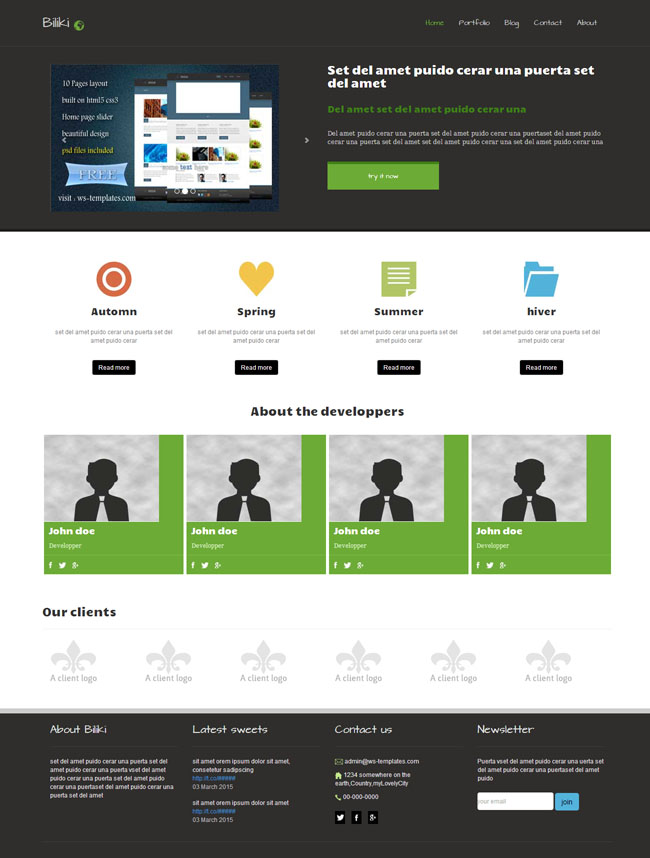 Biliki
Home Portfolio Blog Contact About
10 Pages layout
built on html5 css3
Home page slider
beautiful design
psd files included
FREE
visit : ws-templates.com
some text here
Set del amet puido cerar una puerta set
del amet
Del amet set del amet puido cerar una
Del amet puido cerar una puerta set del amet puido cerar una puertaset del amet puido
cerar una puerta set del amet set del amet puido cerar una set del amet puido cerar una
try it now
Automn
set del amet puido cerar una puerta set del
amet puido cerar
Read more
Spring
set del amet puido cerar una puerta set del
amet puido cerar
Read more
Summer
set del amet puido cerar una puerta set del
amet puido cerar
Read more
hiver
set del amet puido cerar una puerta set del
amet puido cerar
Read more
About the developpers
John doe
Developper
John doe
Developper
John doe
Developper
John doe
Developper
Our clients
A client logo
A client logo
A client logo
A client logo
A client logo
A client logo
About Biliki
set del amet puido cerar una puerta set del
amet puido cerar una puerta vset del amet
puido cerar una puerta set del amet puido
cerar una puertaset del amet puido cerar una
puerta set del amet
Latest sweets
sit amet orem ipsum dolor sit amet,
consetetur sadipscing
http://t.co/######
03 March 2015
sit amet orem ipsum dolor sit amet
http://t.co/######
03 March 2015
Contact us
admin@ws-templates.com
1234 somewhere on the
earth,Country,myLovelyCity
00-000-0000
Newsletter
Puerta vset del amet puido cerar una uerta set
del amet puido cerar una puertaset del amet
puido
your email
join